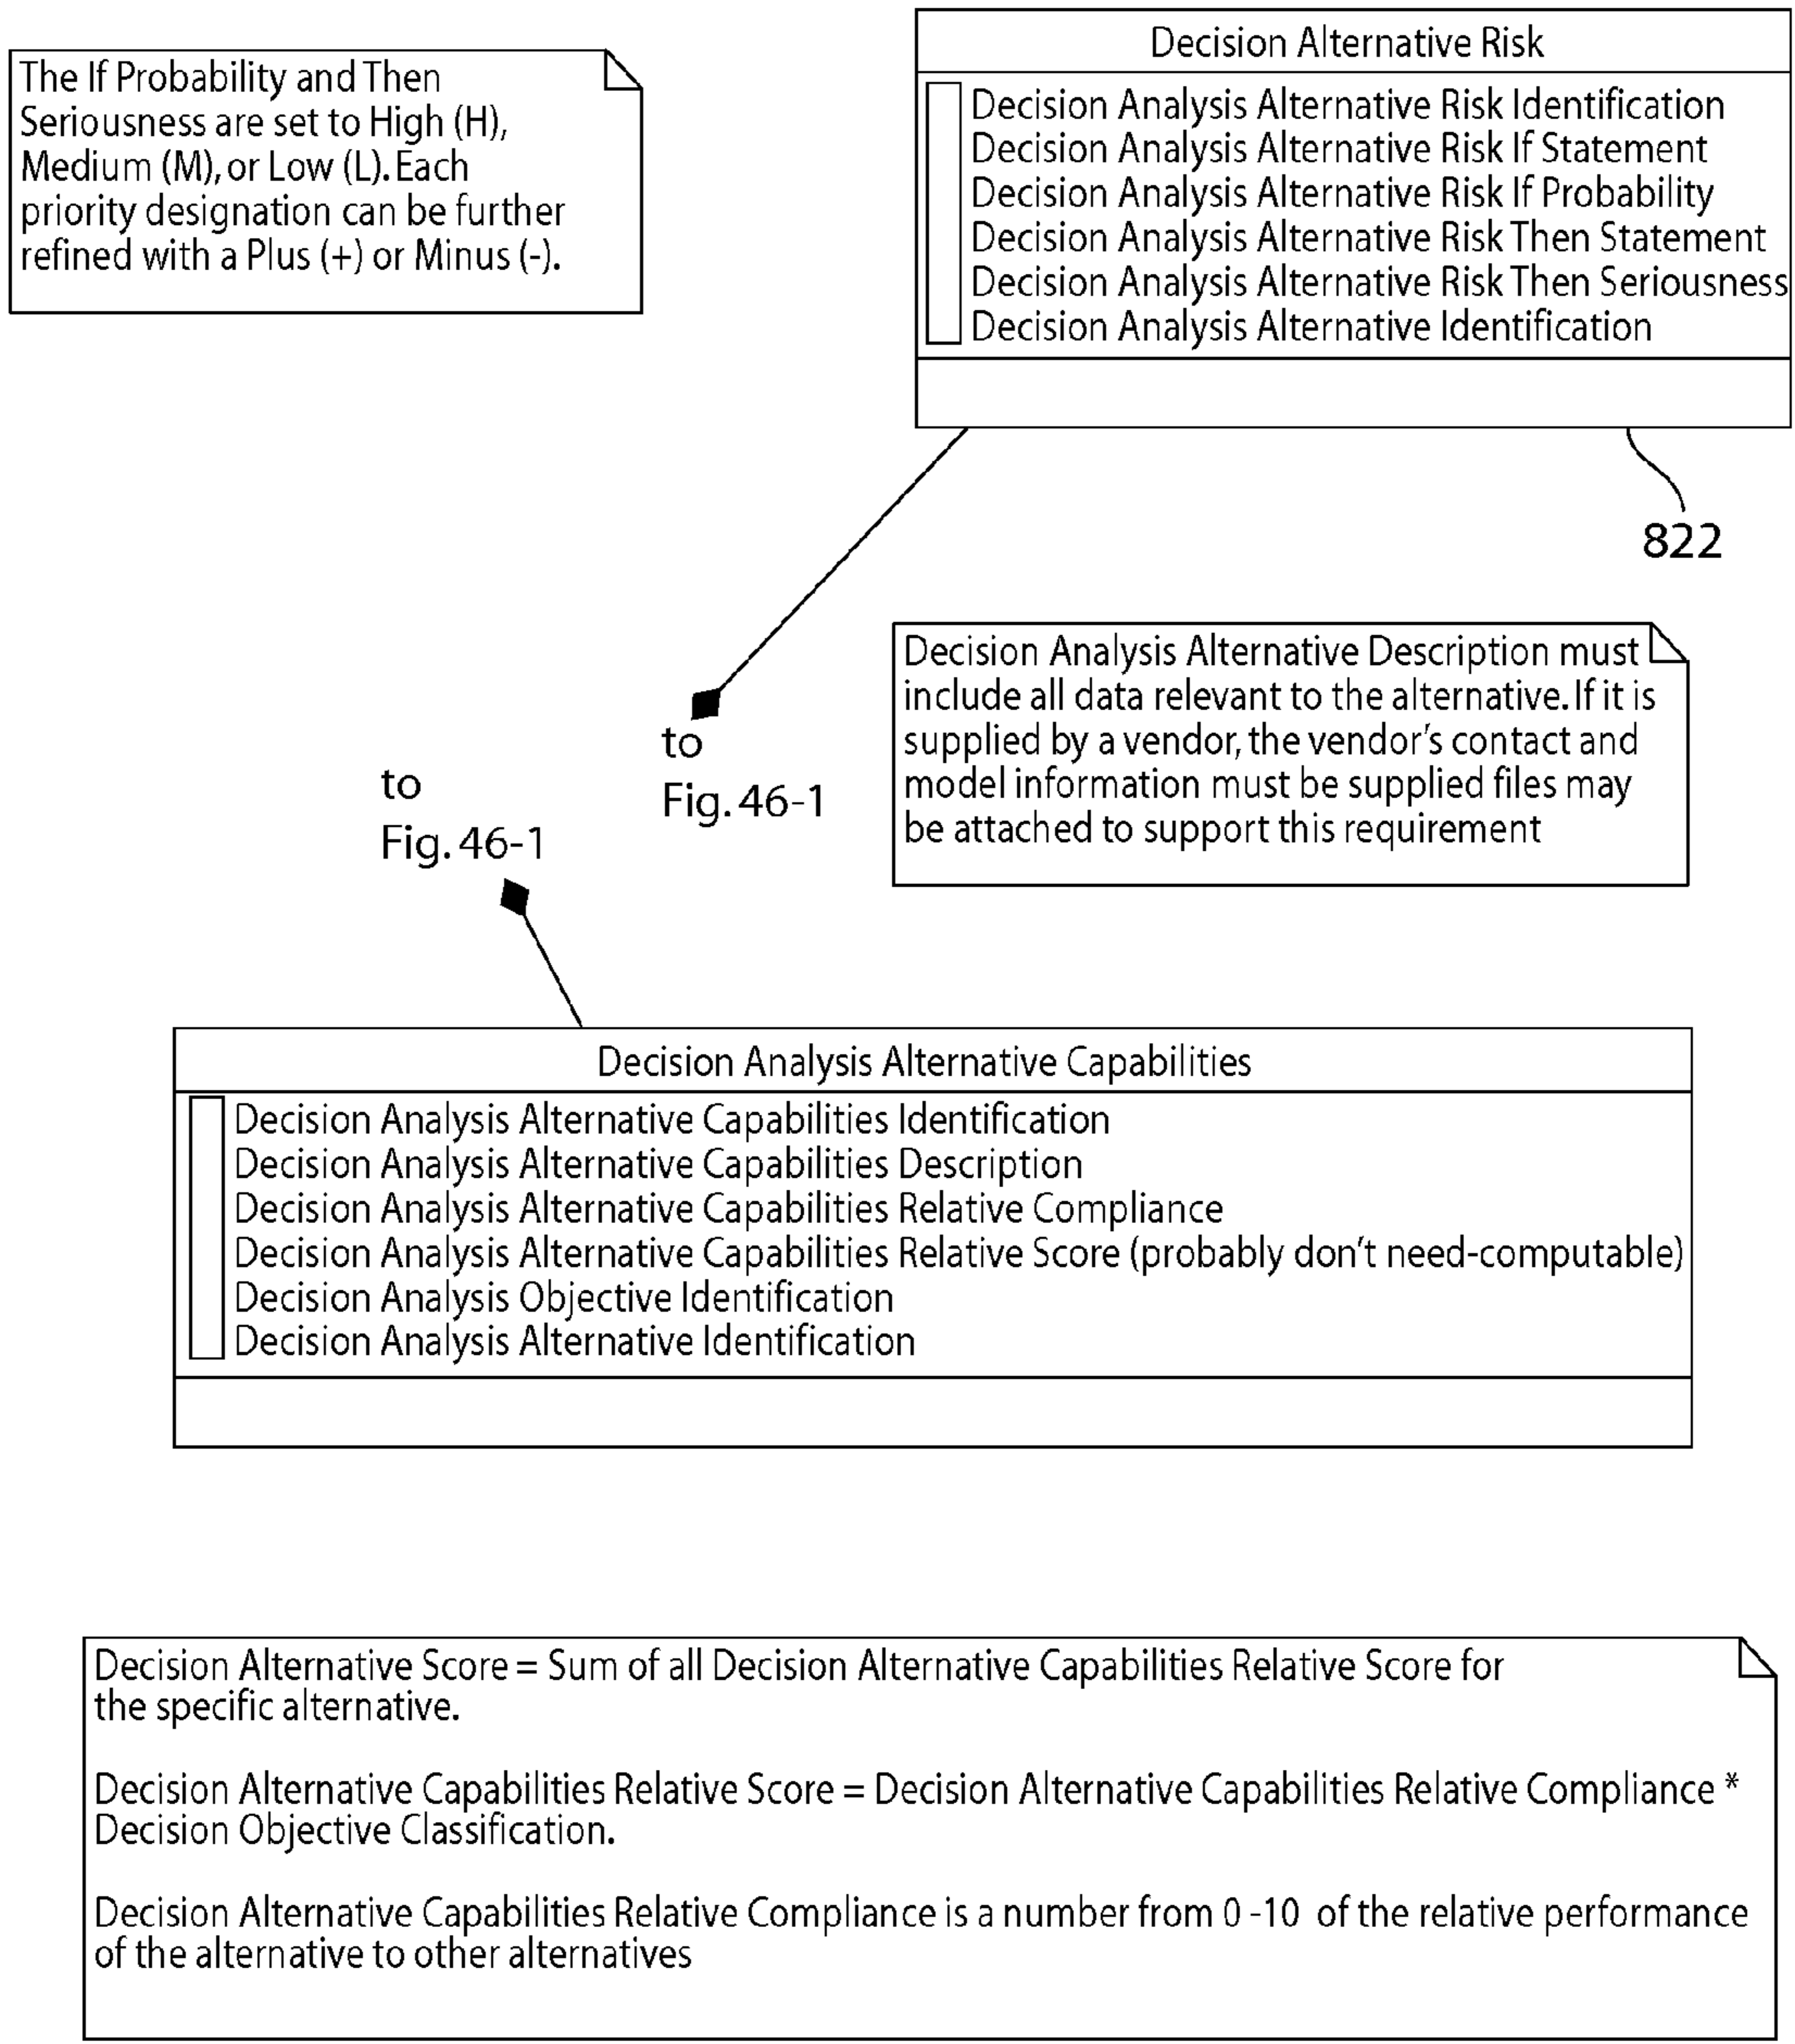 The If Probability and Then
Seriousness are set to High (H),
Medium (M), or Low (L). Each
priority designation can be further
refined with a Plus (+) or Minus (-).
Decision Alternative Risk
Decision Analysis Alternative Risk Identification
Decision Analysis Alternative Risk If Statement
Decision Analysis Alternative Risk If Probability
Decision Analysis Alternative Risk Then Statement
Decision Analysis Alternative Risk Then Seriousness
Decision Analysis Alternative Identification
822
Decision Analysis Alternative Description must
include all data relevant to the alternative. If it is
supplied by a vendor, the vendor's contact and
model information must be supplied files may
be attached to support this requirement
to
Fig. 46-1
to
Fig. 46-1
Decision Analysis Alternative Capabilities
Decision Analysis Alternative Capabilities Identification
Decision Analysis Alternative Capabilities Description
Decision Analysis Alternative Capabilities Relative Compliance
Decision Analysis Alternative Capabilities Relative Score (probably don't need-computable)
Decision Analysis Objective Identification
Decision Analysis Alternative Identification
Decision Alternative Score = Sum of all Decision Alternative Capabilities Relative Score for
the specific alternative.
Decision Alternative Capabilities Relative Score = Decision Alternative Capabilities Relative Compliance *
Decision Objective Classification.
Decision Alternative Capabilities Relative Compliance is a number from 0 -10 of the relative performance
of the alternative to other alternatives